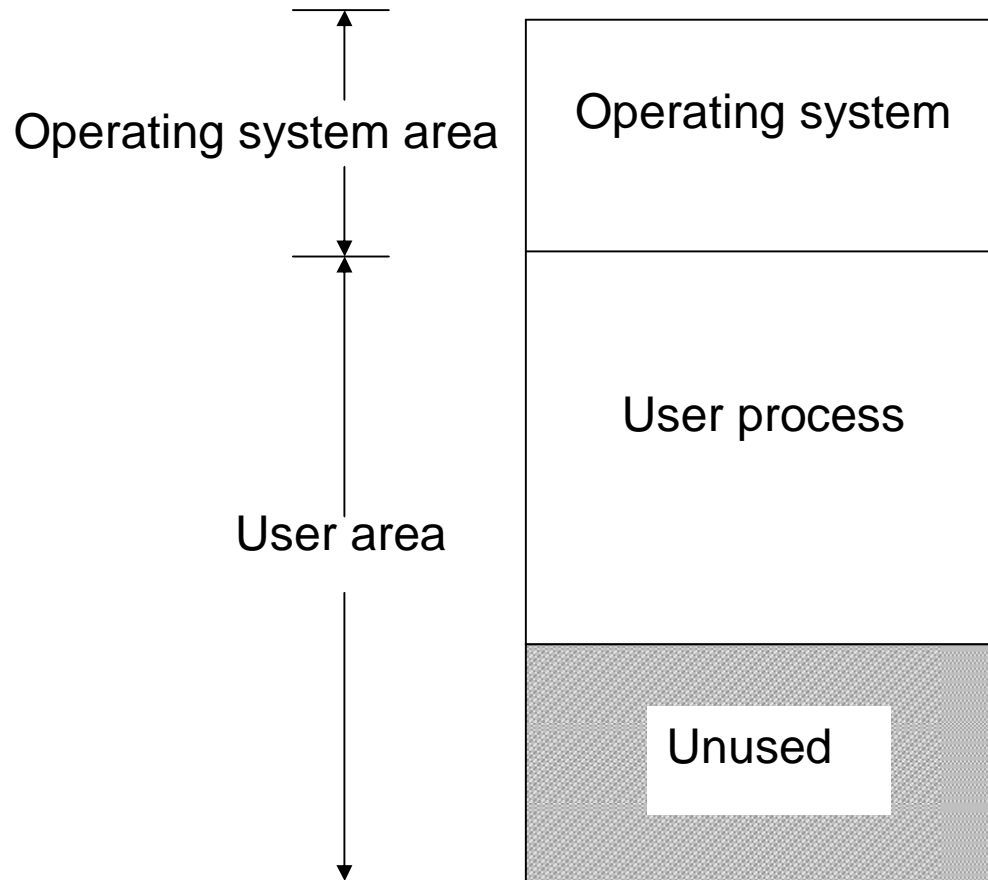 Operating system
Operating system area
User process
User area
Unused